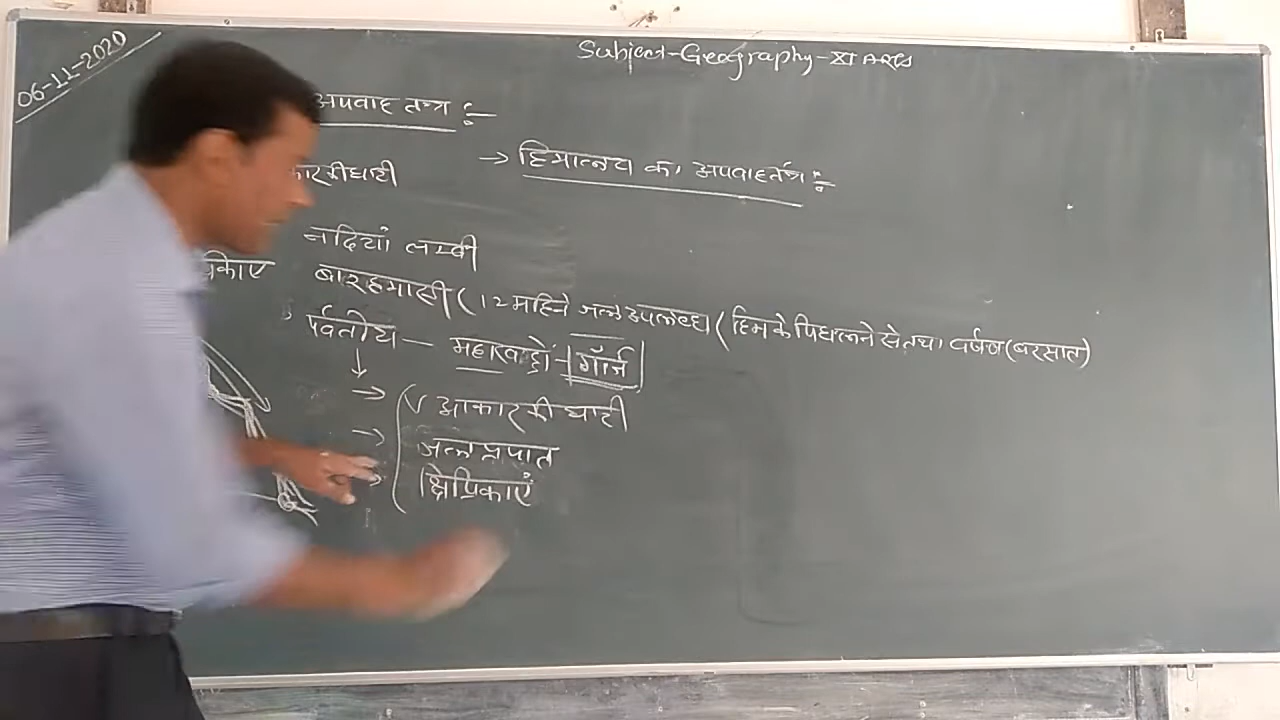 06-11-2020
Subject-Geography-XI ARTS
अपवाह तन्त्र :-
→ हिमालय का अपवाहतंत्र :-
नदियाँ लम्बी
बारहमासी (12 महिने जल उपलब्ध (हिम के पिघलने से तथा वर्षण (बरसात)
पर्वतीय — महाखड्डों - गॉर्ज
→ V आकार की घाटी
→ जल प्रपात
→ क्षिप्रिकाएँ